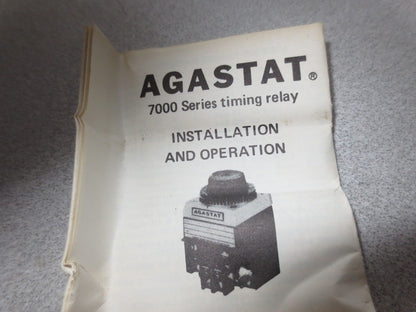 AGASTAT®
7000 Series timing relay
INSTALLATION
AND OPERATION
AGASTAT